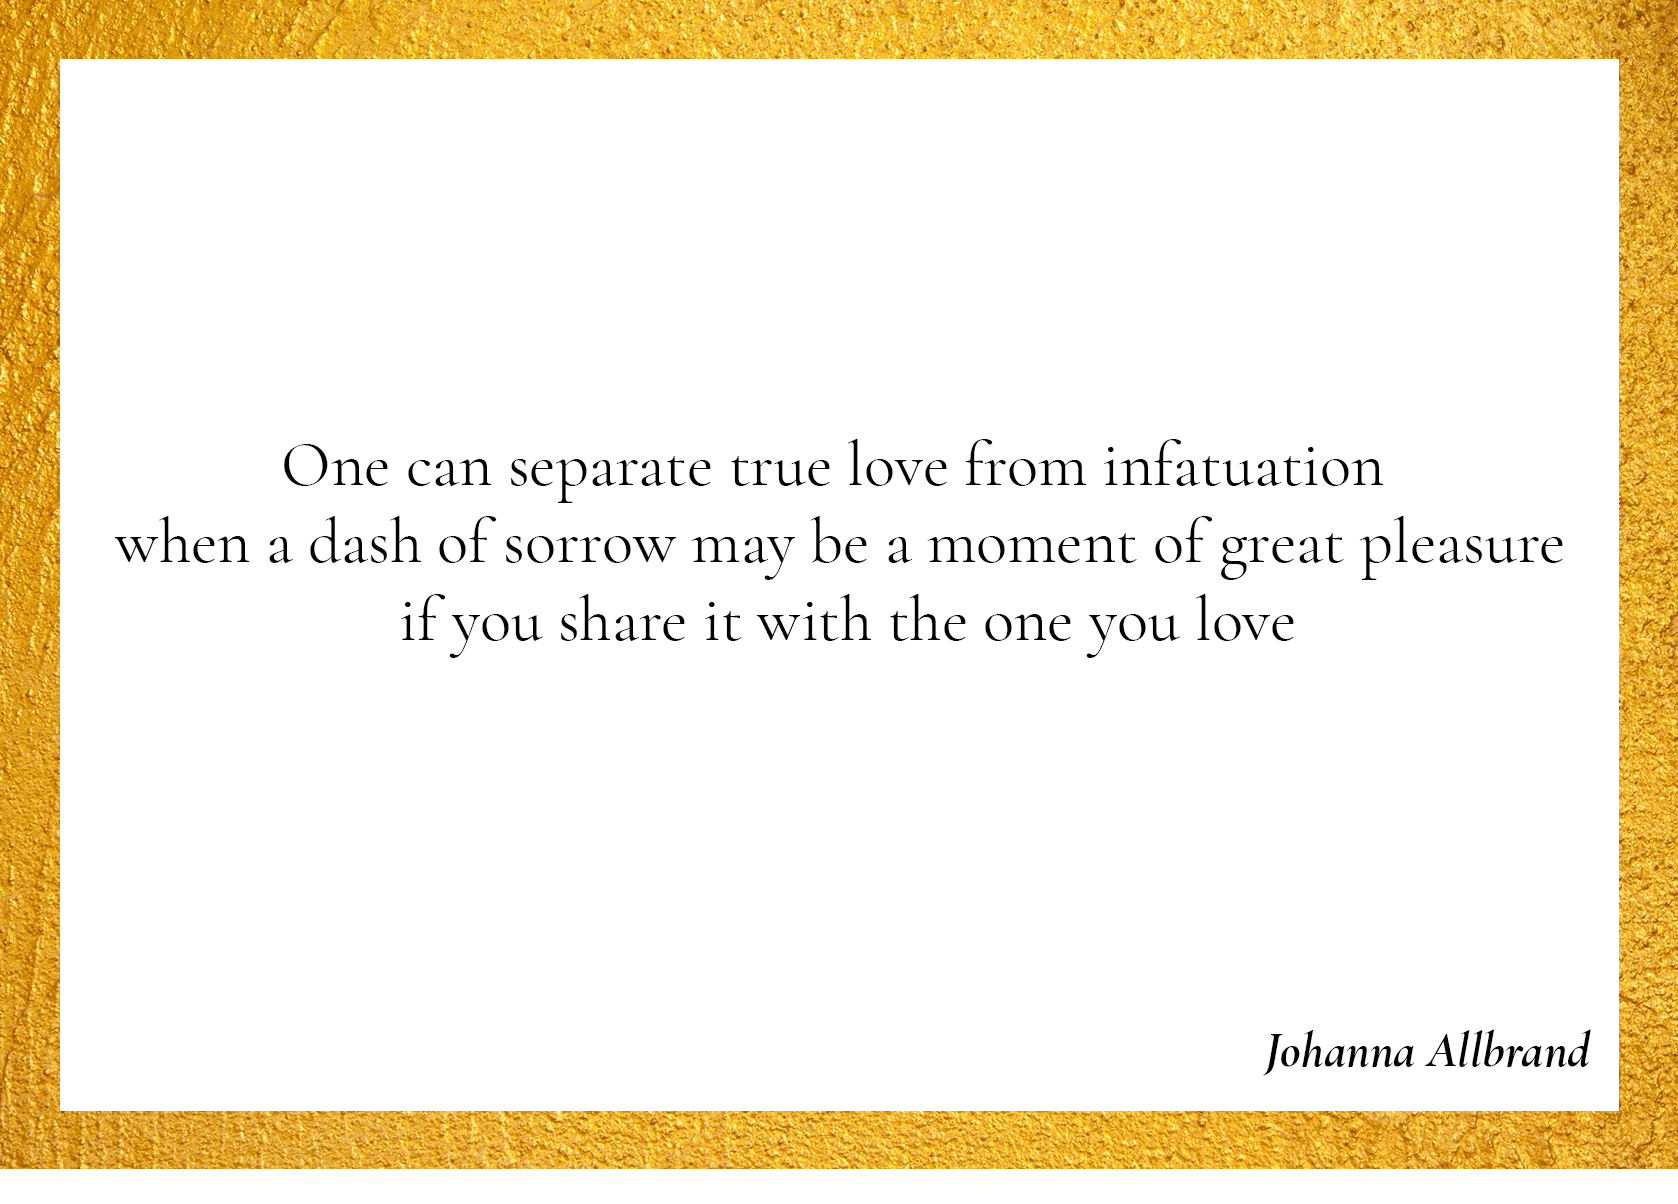 One can separate true love from infatuation
when a dash of sorrow may be a moment of great pleasure
if you share it with the one you love
Johanna Allbrand